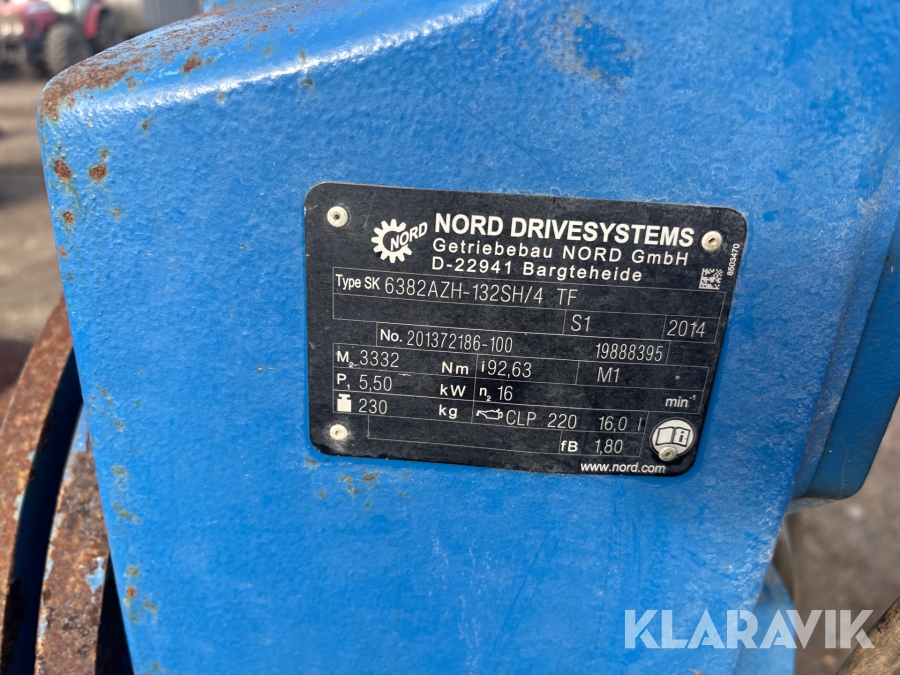 NORD
NORD DRIVESYSTEMS
Getriebebau NORD GmbH
D-22941 Bargteheide
8503470
Type SK 6382AZH-132SH/4 TF
S1 2014
No. 201372186-100 19888395
M₂ 3332 Nm i 92,63 M1
P₁ 5,50 kW n₂ 16 min⁻¹
230 kg CLP 220 16,0 l
fB 1,80
www.nord.com
KLARAVIK